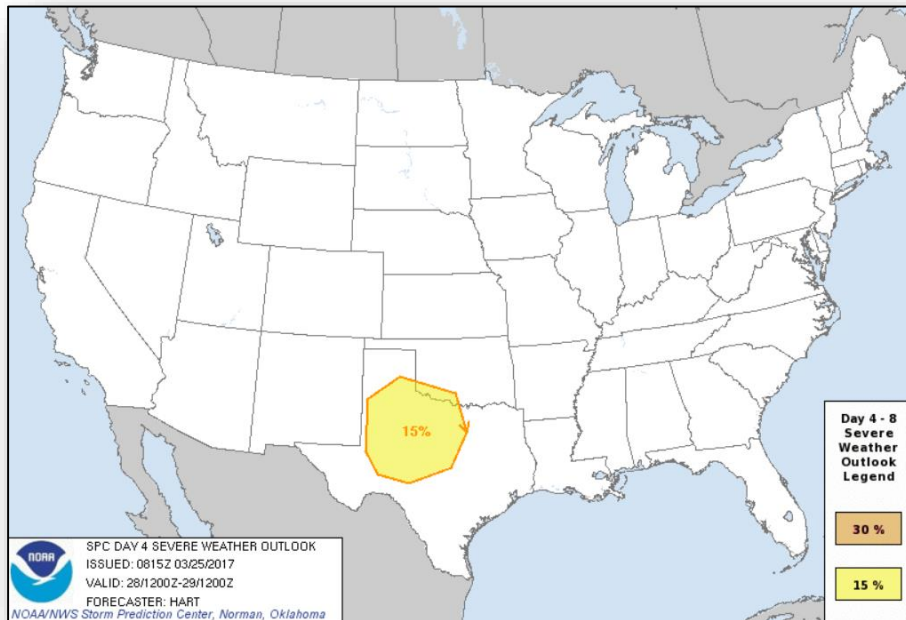 15%
Day 4 - 8
Severe
Weather
Outlook
Legend
30 %
15 %
NOAA
SPC DAY 4 SEVERE WEATHER OUTLOOK
ISSUED: 0815Z 03/25/2017
VALID: 28/1200Z-29/1200Z
FORECASTER: HART
NOAA/NWS Storm Prediction Center, Norman, Oklahoma